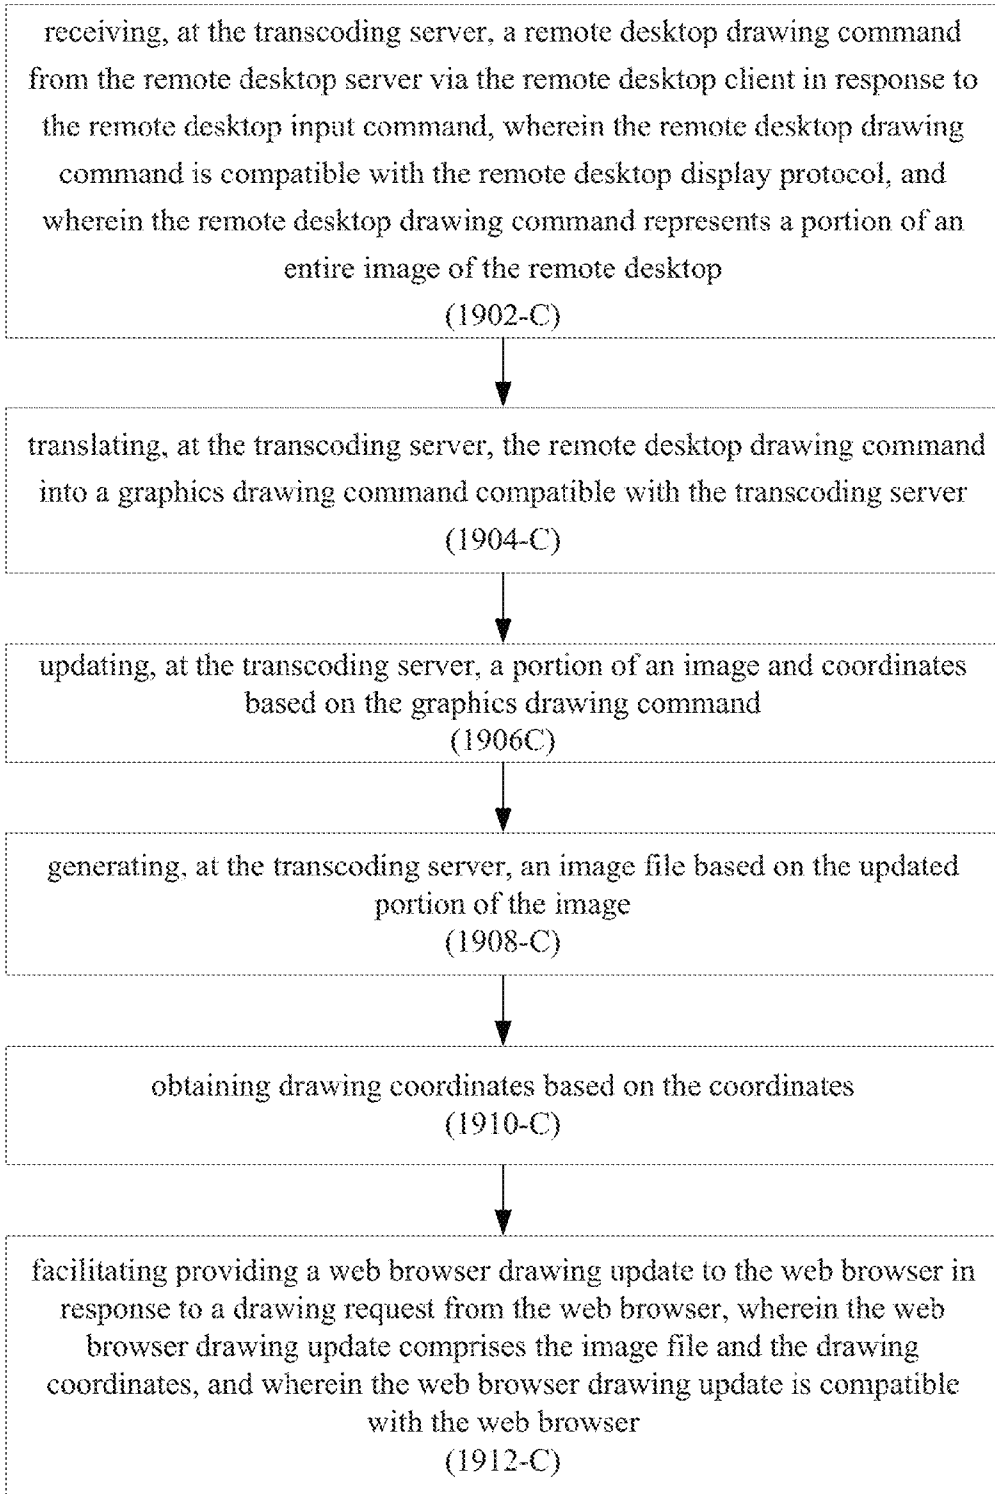 receiving, at the transcoding server, a remote desktop drawing command
from the remote desktop server via the remote desktop client in response to
the remote desktop input command, wherein the remote desktop drawing
command is compatible with the remote desktop display protocol, and
wherein the remote desktop drawing command represents a portion of an
entire image of the remote desktop
(1902-C)
translating, at the transcoding server, the remote desktop drawing command
into a graphics drawing command compatible with the transcoding server
(1904-C)
updating, at the transcoding server, a portion of an image and coordinates
based on the graphics drawing command
(1906C)
generating, at the transcoding server, an image file based on the updated
portion of the image
(1908-C)
obtaining drawing coordinates based on the coordinates
(1910-C)
facilitating providing a web browser drawing update to the web browser in
response to a drawing request from the web browser, wherein the web
browser drawing update comprises the image file and the drawing
coordinates, and wherein the web browser drawing update is compatible
with the web browser
(1912-C)